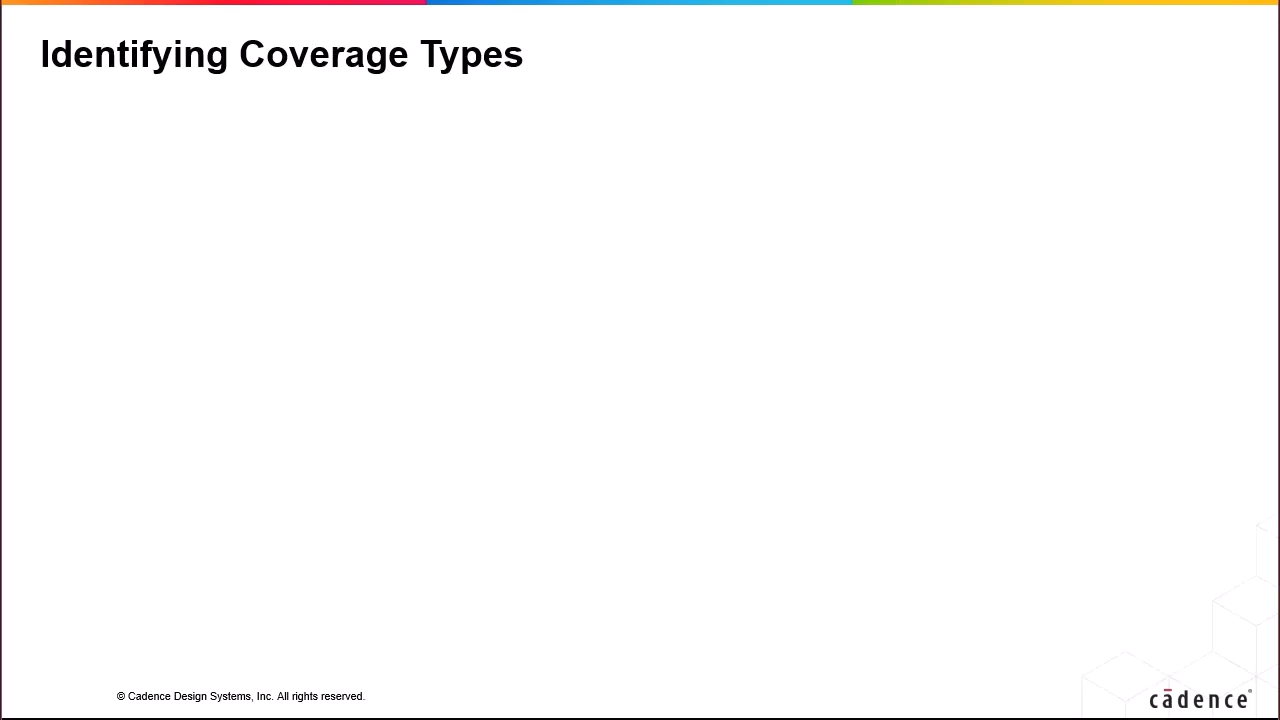 Identifying Coverage Types
© Cadence Design Systems, Inc. All rights reserved.
cādence®